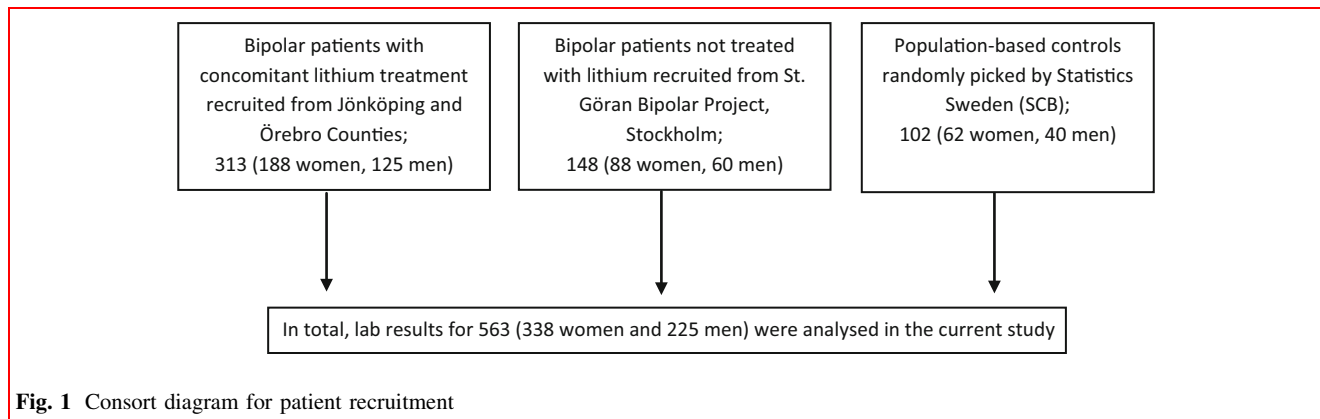 Bipolar patients with
concomitant lithium treatment
recruited from Jönköping and
Örebro Counties;
313 (188 women, 125 men)
Bipolar patients not treated
with lithium recruited from St.
Göran Bipolar Project,
Stockholm;
148 (88 women, 60 men)
Population-based controls
randomly picked by Statistics
Sweden (SCB);
102 (62 women, 40 men)
In total, lab results for 563 (338 women and 225 men) were analysed in the current study
Fig. 1 Consort diagram for patient recruitment